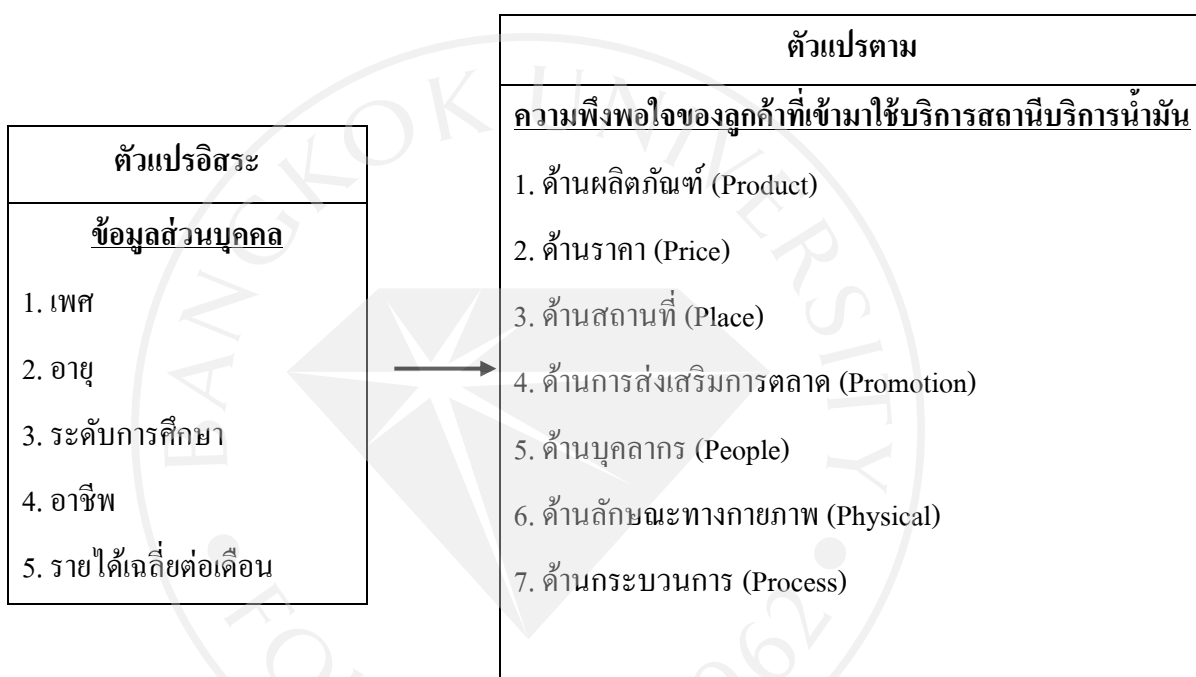 ตัวแปรอิสระ
ข้อมูลส่วนบุคคล
1. เพศ
2. อายุ
3. ระดับการศึกษา
4. อาชีพ
5. รายได้เฉลี่ยต่อเดือน
ตัวแปรตาม
ความพึงพอใจของลูกค้าที่เข้ามาใช้บริการสถานีบริการน้ำมัน
1. ด้านผลิตภัณฑ์ (Product)
2. ด้านราคา (Price)
3. ด้านสถานที่ (Place)
4. ด้านการส่งเสริมการตลาด (Promotion)
5. ด้านบุคลากร (People)
6. ด้านลักษณะทางกายภาพ (Physical)
7. ด้านกระบวนการ (Process)
BANGKOK UNIVERSITY